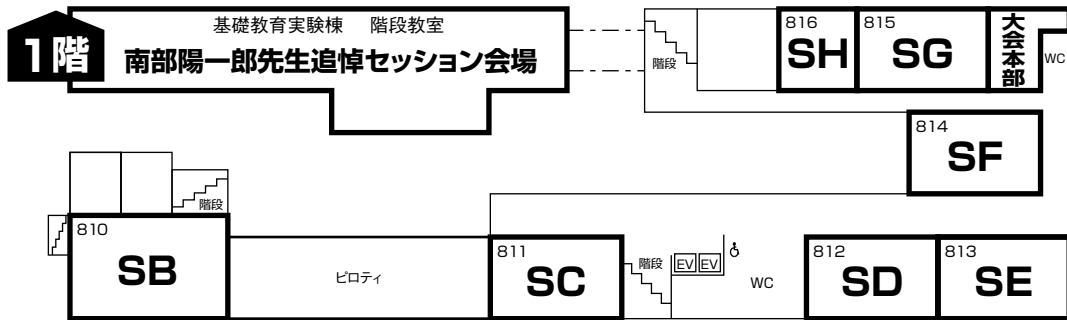 1階
基礎教育実験棟 階段教室
南部陽一郎先生追悼セッション会場
階段
816
SH
815
SG
大会本部
WC
814
SF
階段
810
SB
ピロティ
811
SC
階段
EV EV
WC
812
SD
813
SE